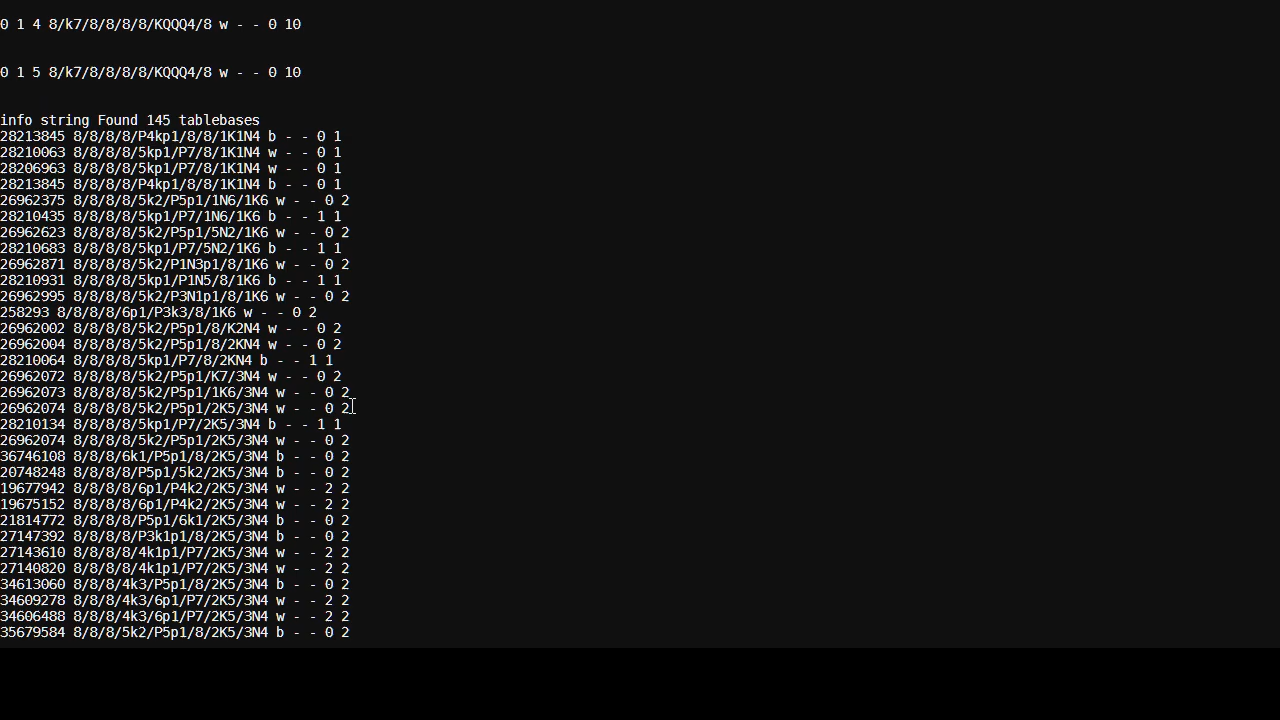 0 1 4 8/k7/8/8/8/8/KQQQ4/8 w - - 0 10
0 1 5 8/k7/8/8/8/8/KQQQ4/8 w - - 0 10
info string Found 145 tablebases
28213845 8/8/8/8/P4kp1/8/8/1K1N4 b - - 0 1
28210063 8/8/8/8/5kp1/P7/8/1K1N4 w - - 0 1
28206963 8/8/8/8/5kp1/P7/8/1K1N4 w - - 0 1
28213845 8/8/8/8/P4kp1/8/8/1K1N4 b - - 0 1
26962375 8/8/8/8/5k2/P5p1/1N6/1K6 w - - 0 2
28210435 8/8/8/8/5kp1/P7/1N6/1K6 b - - 1 1
26962623 8/8/8/8/5k2/P5p1/5N2/1K6 w - - 0 2
28210683 8/8/8/8/5kp1/P7/5N2/1K6 b - - 1 1
26962871 8/8/8/8/5k2/P1N3p1/8/1K6 w - - 0 2
28210931 8/8/8/8/5kp1/P1N5/8/1K6 b - - 1 1
26962995 8/8/8/8/5k2/P3N1p1/8/1K6 w - - 0 2
258293 8/8/8/8/6p1/P3k3/8/1K6 w - - 0 2
26962002 8/8/8/8/5k2/P5p1/8/K2N4 w - - 0 2
26962004 8/8/8/8/5k2/P5p1/8/2KN4 w - - 0 2
28210064 8/8/8/8/5kp1/P7/8/2KN4 b - - 1 1
26962072 8/8/8/8/5k2/P5p1/K7/3N4 w - - 0 2
26962073 8/8/8/8/5k2/P5p1/1K6/3N4 w - - 0 2
26962074 8/8/8/8/5k2/P5p1/2K5/3N4 w - - 0 2
28210134 8/8/8/8/5kp1/P7/2K5/3N4 b - - 1 1
26962074 8/8/8/8/5k2/P5p1/2K5/3N4 w - - 0 2
36746108 8/8/8/6k1/P5p1/8/2K5/3N4 b - - 0 2
20748248 8/8/8/8/P5p1/5k2/2K5/3N4 b - - 0 2
19677942 8/8/8/8/6p1/P4k2/2K5/3N4 w - - 2 2
19675152 8/8/8/8/6p1/P4k2/2K5/3N4 w - - 2 2
21814772 8/8/8/8/P5p1/6k1/2K5/3N4 b - - 0 2
27147392 8/8/8/8/P3k1p1/8/2K5/3N4 b - - 0 2
27143610 8/8/8/8/4k1p1/P7/2K5/3N4 w - - 2 2
27140820 8/8/8/8/4k1p1/P7/2K5/3N4 w - - 2 2
34613060 8/8/8/4k3/P5p1/8/2K5/3N4 b - - 0 2
34609278 8/8/8/4k3/6p1/P7/2K5/3N4 w - - 2 2
34606488 8/8/8/4k3/6p1/P7/2K5/3N4 w - - 2 2
35679584 8/8/8/5k2/P5p1/8/2K5/3N4 b - - 0 2